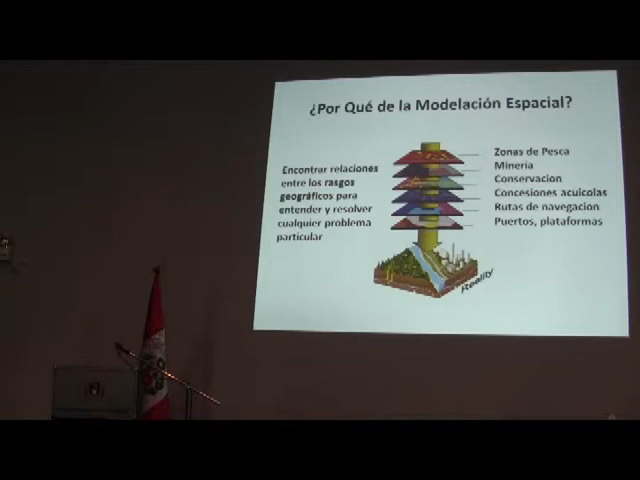 ¿Por Qué de la Modelación Espacial?
Encontrar relaciones
entre los rasgos
geográficos para
entender y resolver
cualquier problema
particular
Zonas de Pesca
Mineria
Conservacion
Concesiones acuicolas
Rutas de navegacion
Puertos, plataformas
Reality